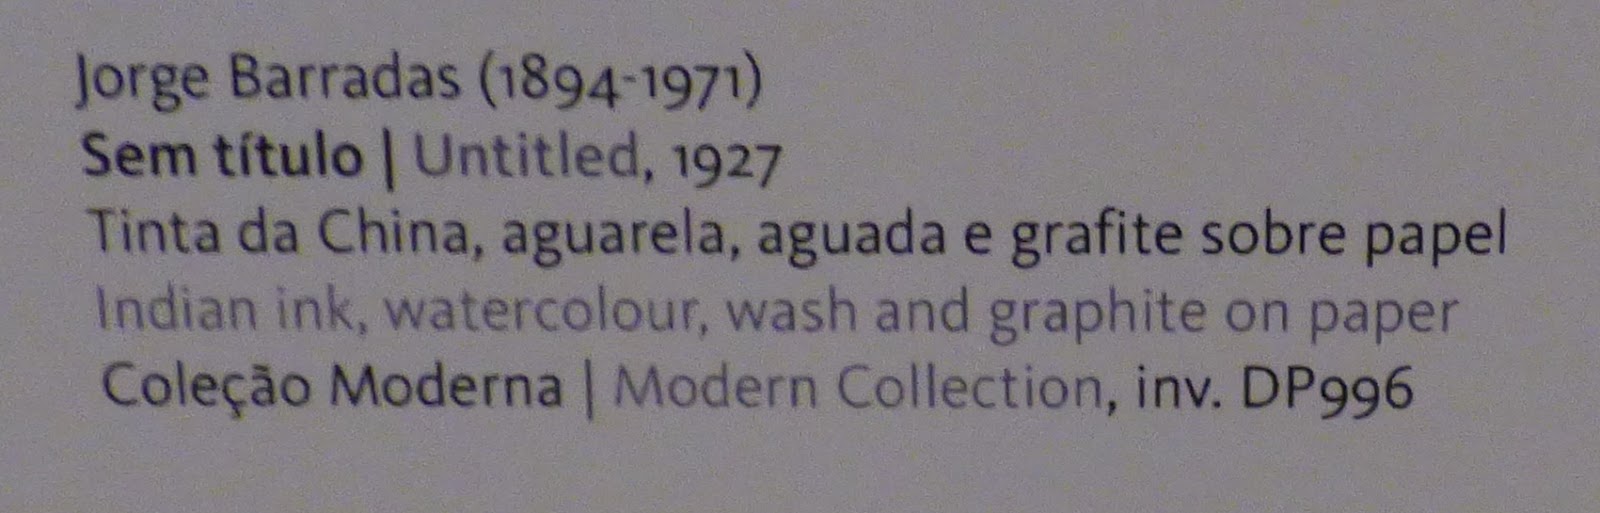 Jorge Barradas (1894-1971)
Sem título | Untitled, 1927
Tinta da China, aguarela, aguada e grafite sobre papel
Indian ink, watercolour, wash and graphite on paper
Coleção Moderna | Modern Collection, inv. DP996